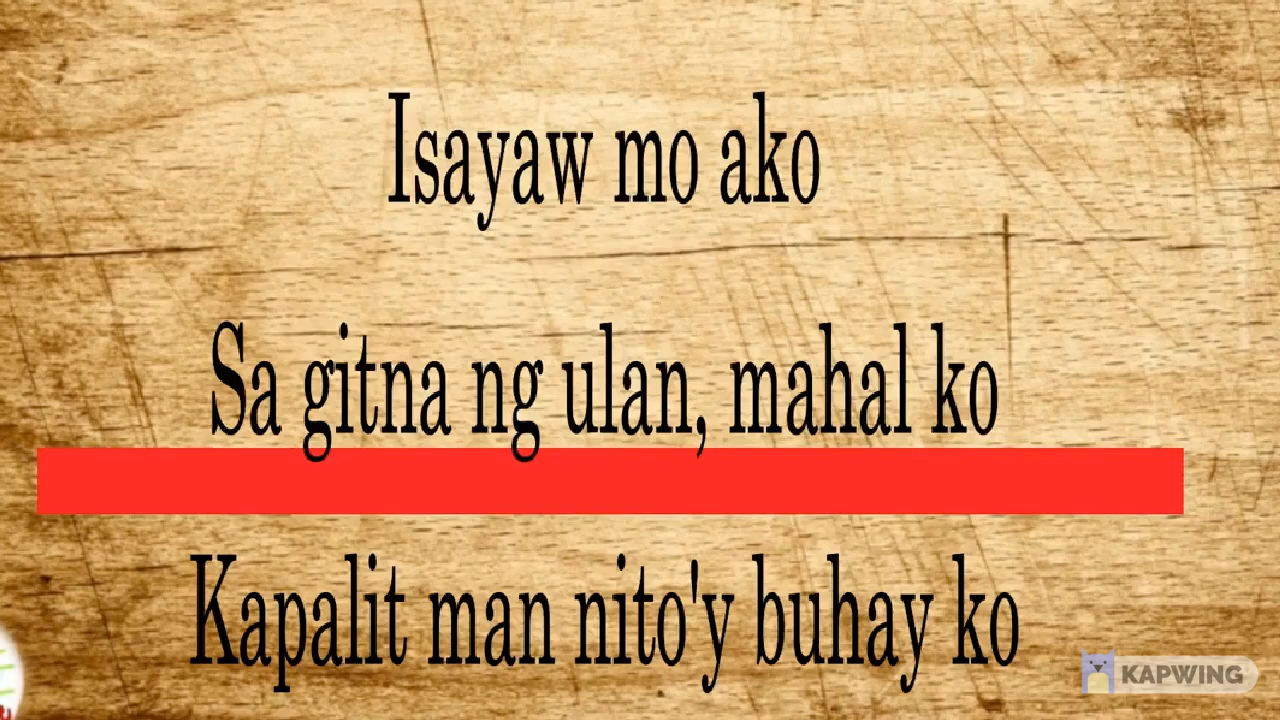 Isayaw mo ako
Sa gitna ng ulan, mahal ko
Kapalit man nito'y buhay ko
KAPWING